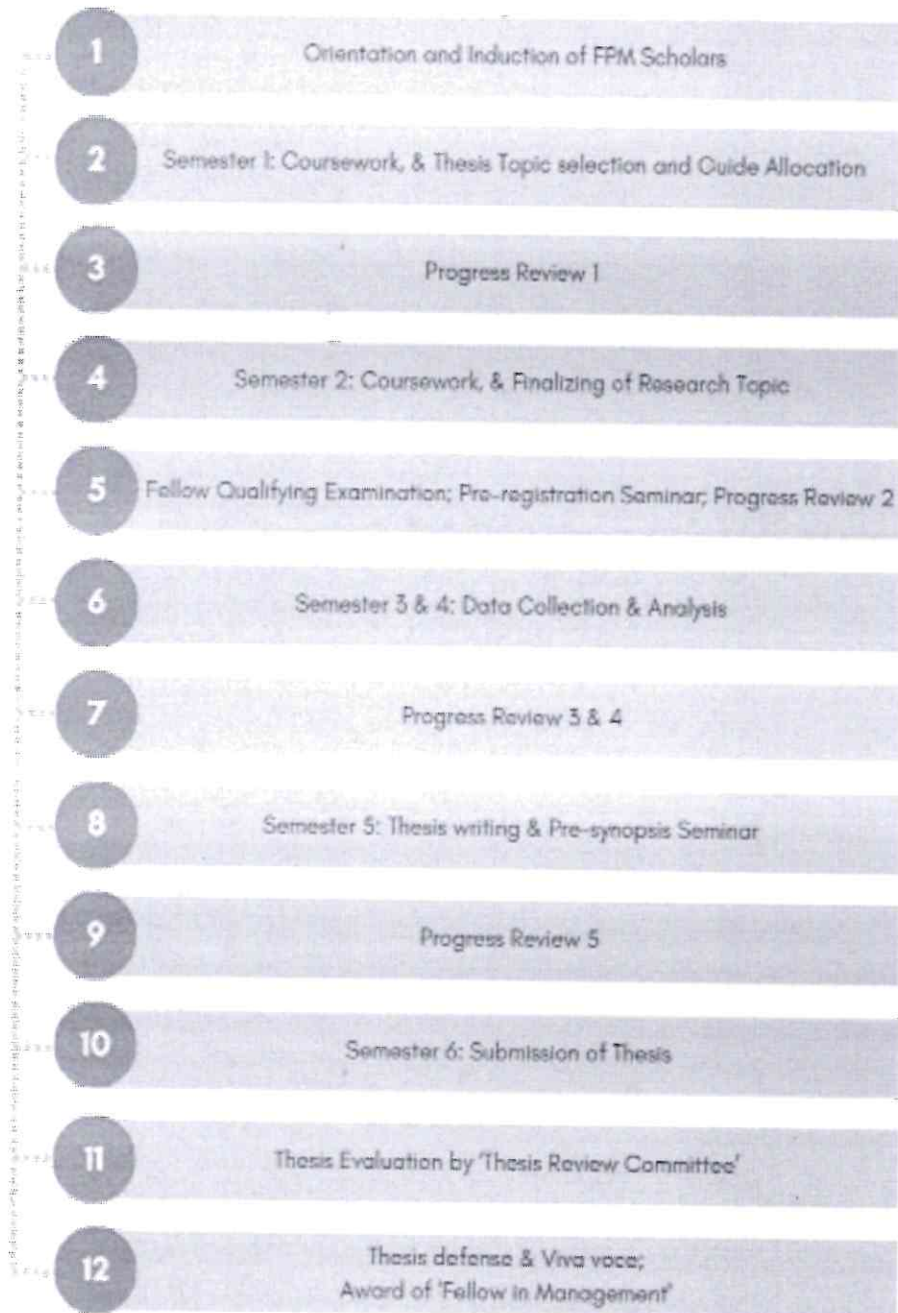 1 Orientation and Induction of FPM Scholars
2 Semester 1: Coursework, & Thesis Topic selection and Guide Allocation
3 Progress Review 1
4 Semester 2: Coursework, & Finalizing of Research Topic
5 Fellow Qualifying Examination; Pre-registration Seminar; Progress Review 2
6 Semester 3 & 4: Data Collection & Analysis
7 Progress Review 3 & 4
8 Semester 5: Thesis writing & Pre-synopsis Seminar
9 Progress Review 5
10 Semester 6: Submission of Thesis
11 Thesis Evaluation by 'Thesis Review Committee'
12 Thesis defense & Viva voce;
Award of 'Fellow in Management'